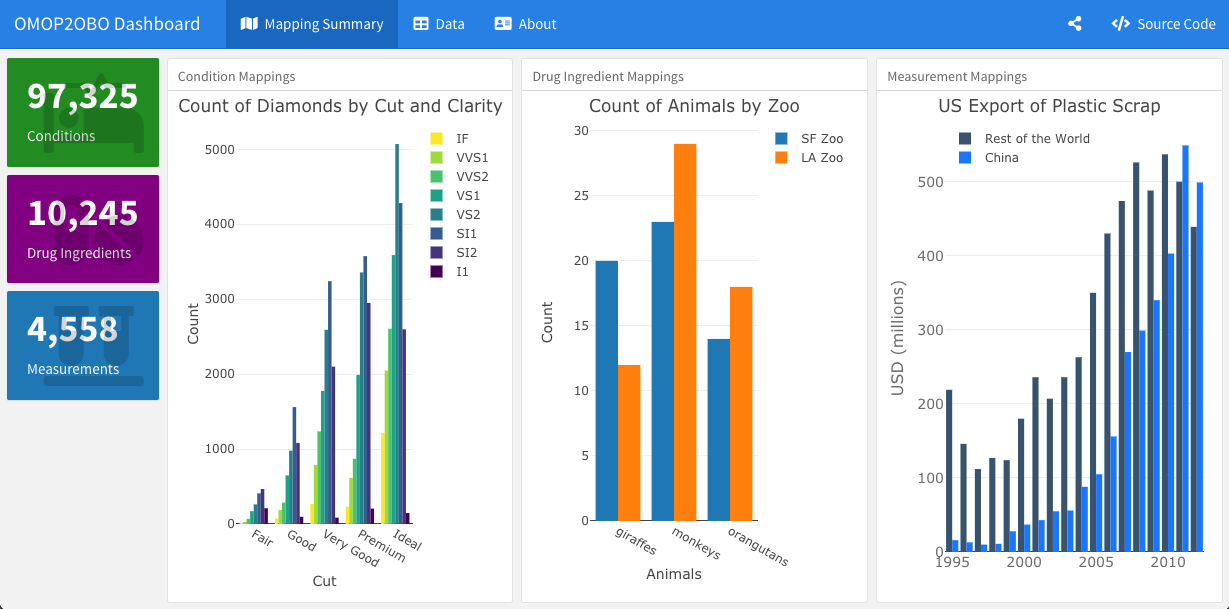 OMOP2OBO Dashboard
Mapping Summary
Data
About
Source Code
97,325
Conditions
10,245
Drug Ingredients
4,558
Measurements
Condition Mappings
Count of Diamonds by Cut and Clarity
IF
VVS1
VVS2
VS1
VS2
SI1
SI2
I1
5000
4000
3000
2000
1000
0
Count
Fair
Good
Very Good
Premium
Ideal
Cut
Drug Ingredient Mappings
Count of Animals by Zoo
SF Zoo
LA Zoo
30
25
20
15
10
5
0
Count
giraffes
monkeys
orangutans
Animals
Measurement Mappings
US Export of Plastic Scrap
Rest of the World
China
500
400
300
200
100
0
USD (millions)
1995
2000
2005
2010